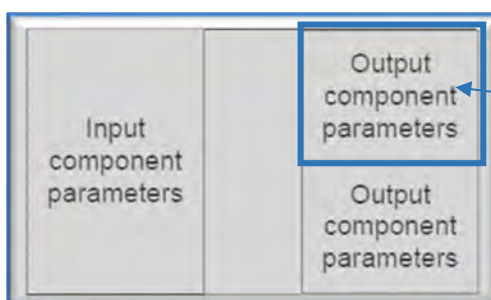 Input
component
parameters
Output
component
parameters
Output
component
parameters